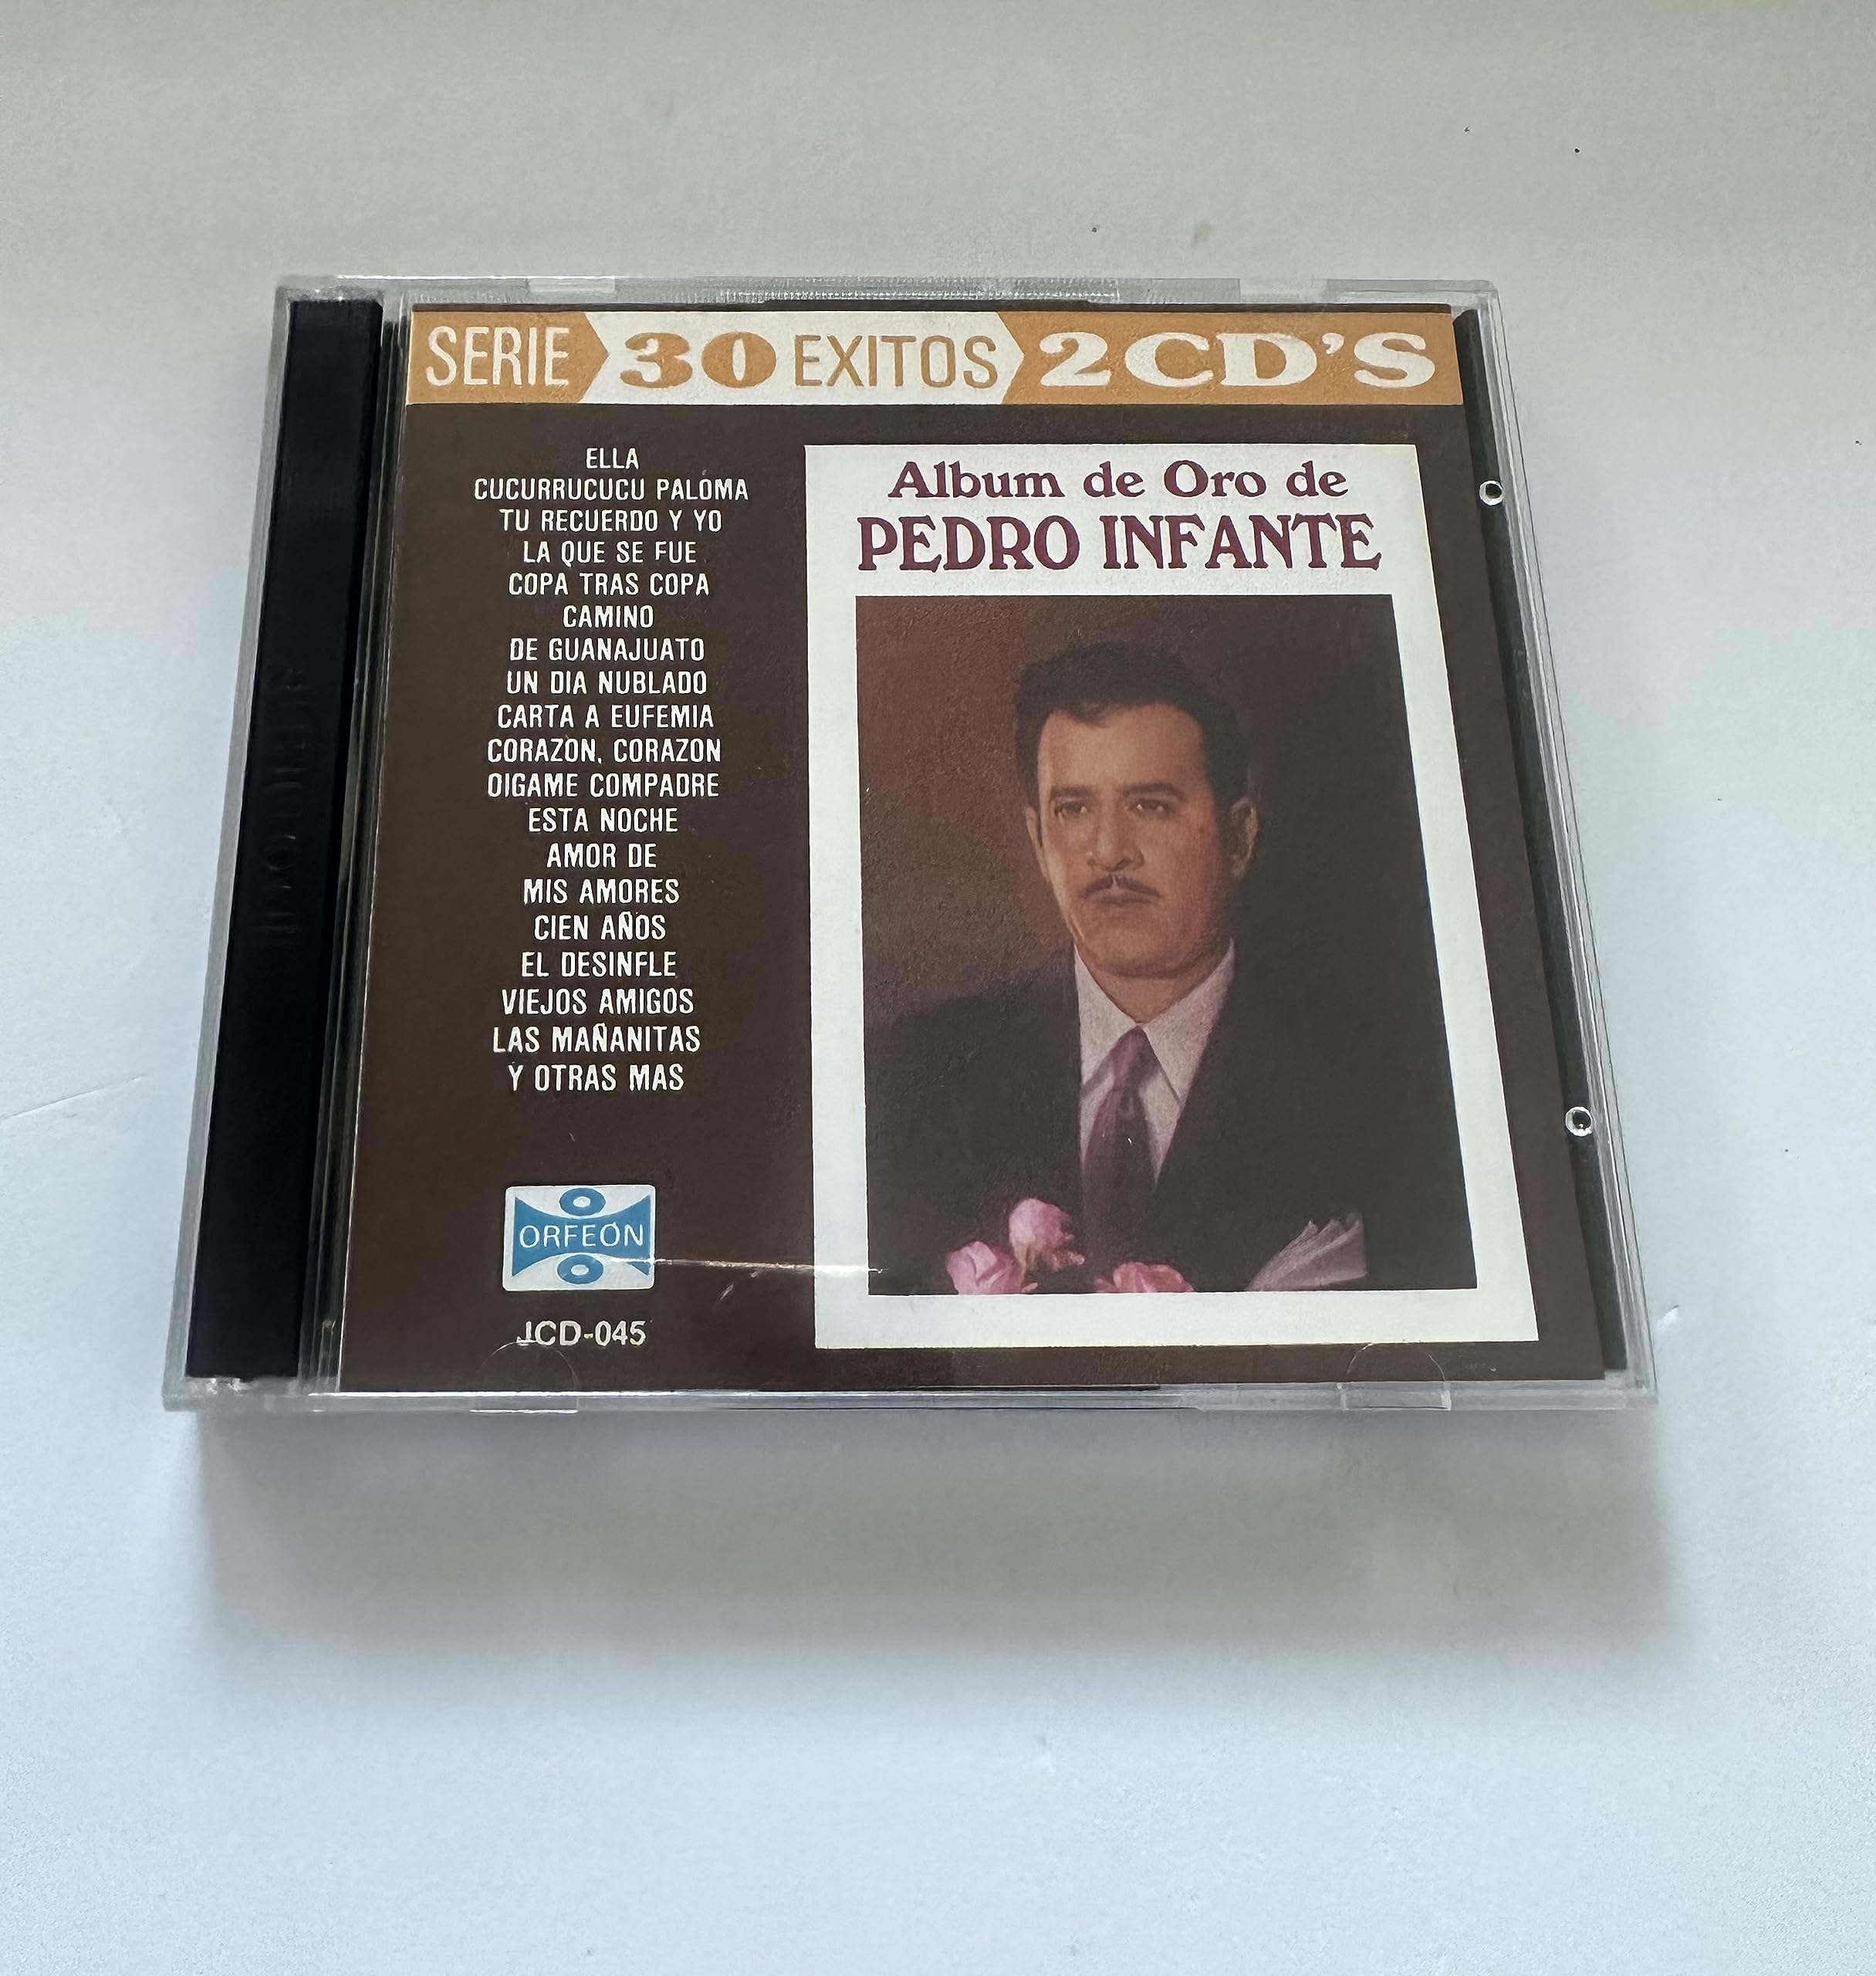 SERIE 30 EXITOS 2CD'S
ELLA
CUCURRUCUCU PALOMA
TU RECUERDO Y YO
LA QUE SE FUE
COPA TRAS COPA
CAMINO
DE GUANAJUATO
UN DIA NUBLADO
CARTA A EUFEMIA
CORAZON, CORAZON
OIGAME COMPADRE
ESTA NOCHE
AMOR DE
MIS AMORES
CIEN AÑOS
EL DESINFLE
VIEJOS AMIGOS
LAS MAÑANITAS
Y OTRAS MAS
ORFEÓN
JCD-045
Album de Oro de
PEDRO INFANTE